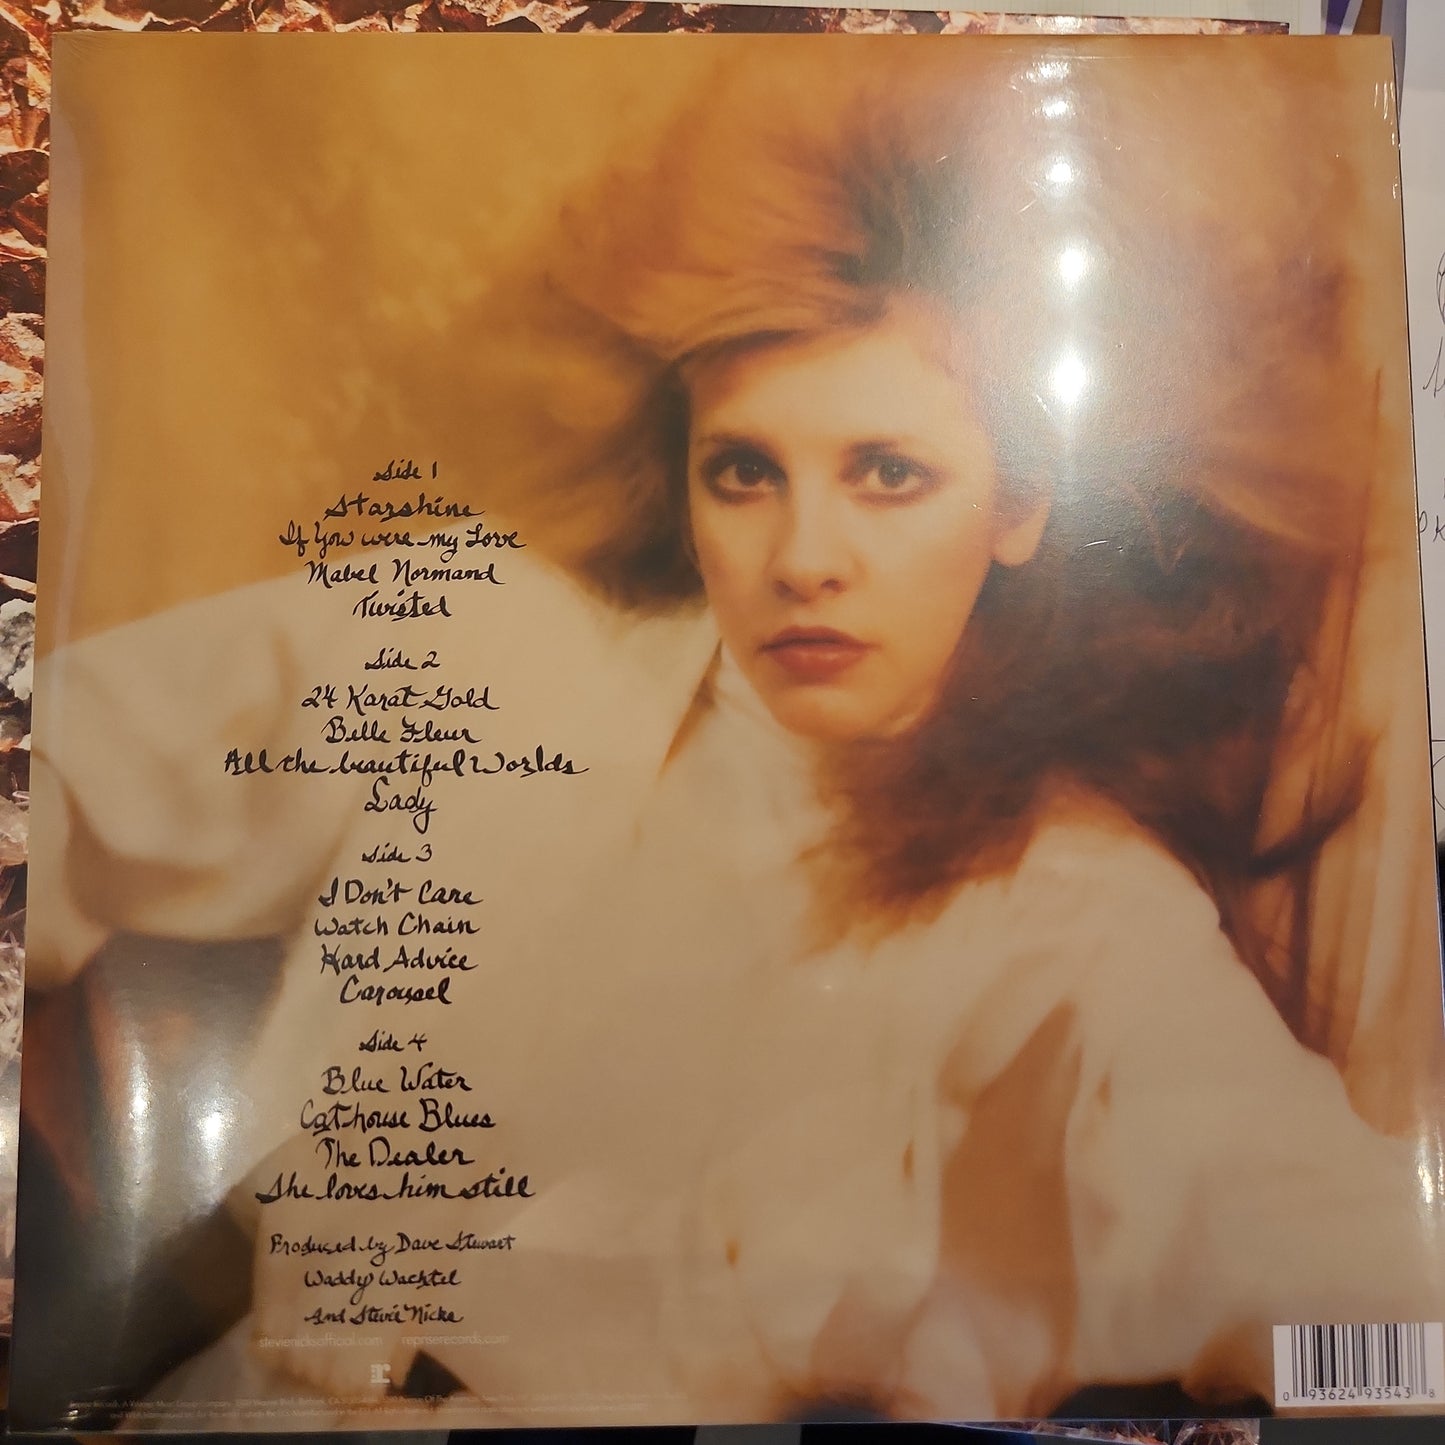 Side 1
Starshine
If You were my Love
Mabel Normand
Twisted
Side 2
24 Karat Gold
Belle Fleur
All the beautiful Worlds
Lady
Side 3
I Don't Care
Watch Chain
Hard Advice
Carousel
Side 4
Blue Water
Cathouse Blues
The Dealer
She loves him still
Produced by Dave Stewart
Waddy Wachtel
And Stevie Nicks
stevienicksofficial.com repriserecords.com
r
0 93624 93543 8